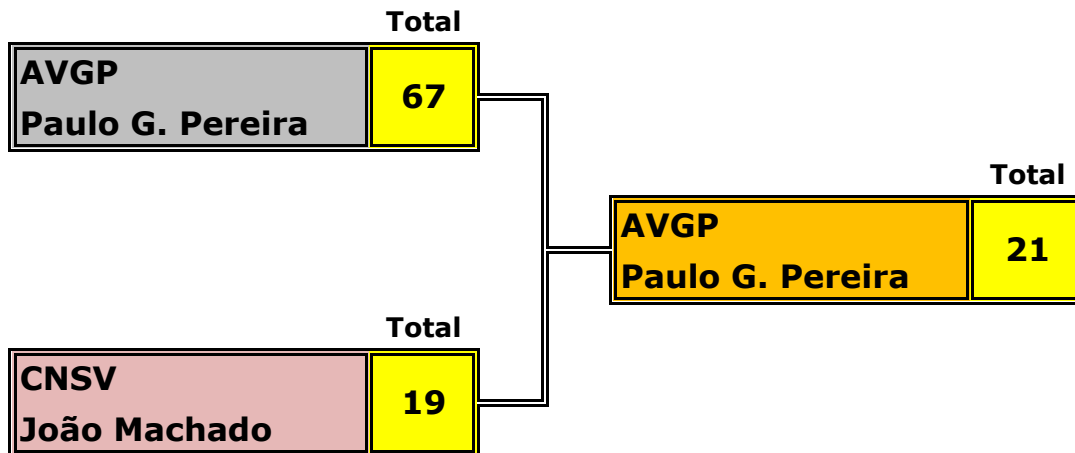 Total
AVGP
Paulo G. Pereira
67
Total
AVGP
Paulo G. Pereira
21
Total
CNSV
João Machado
19